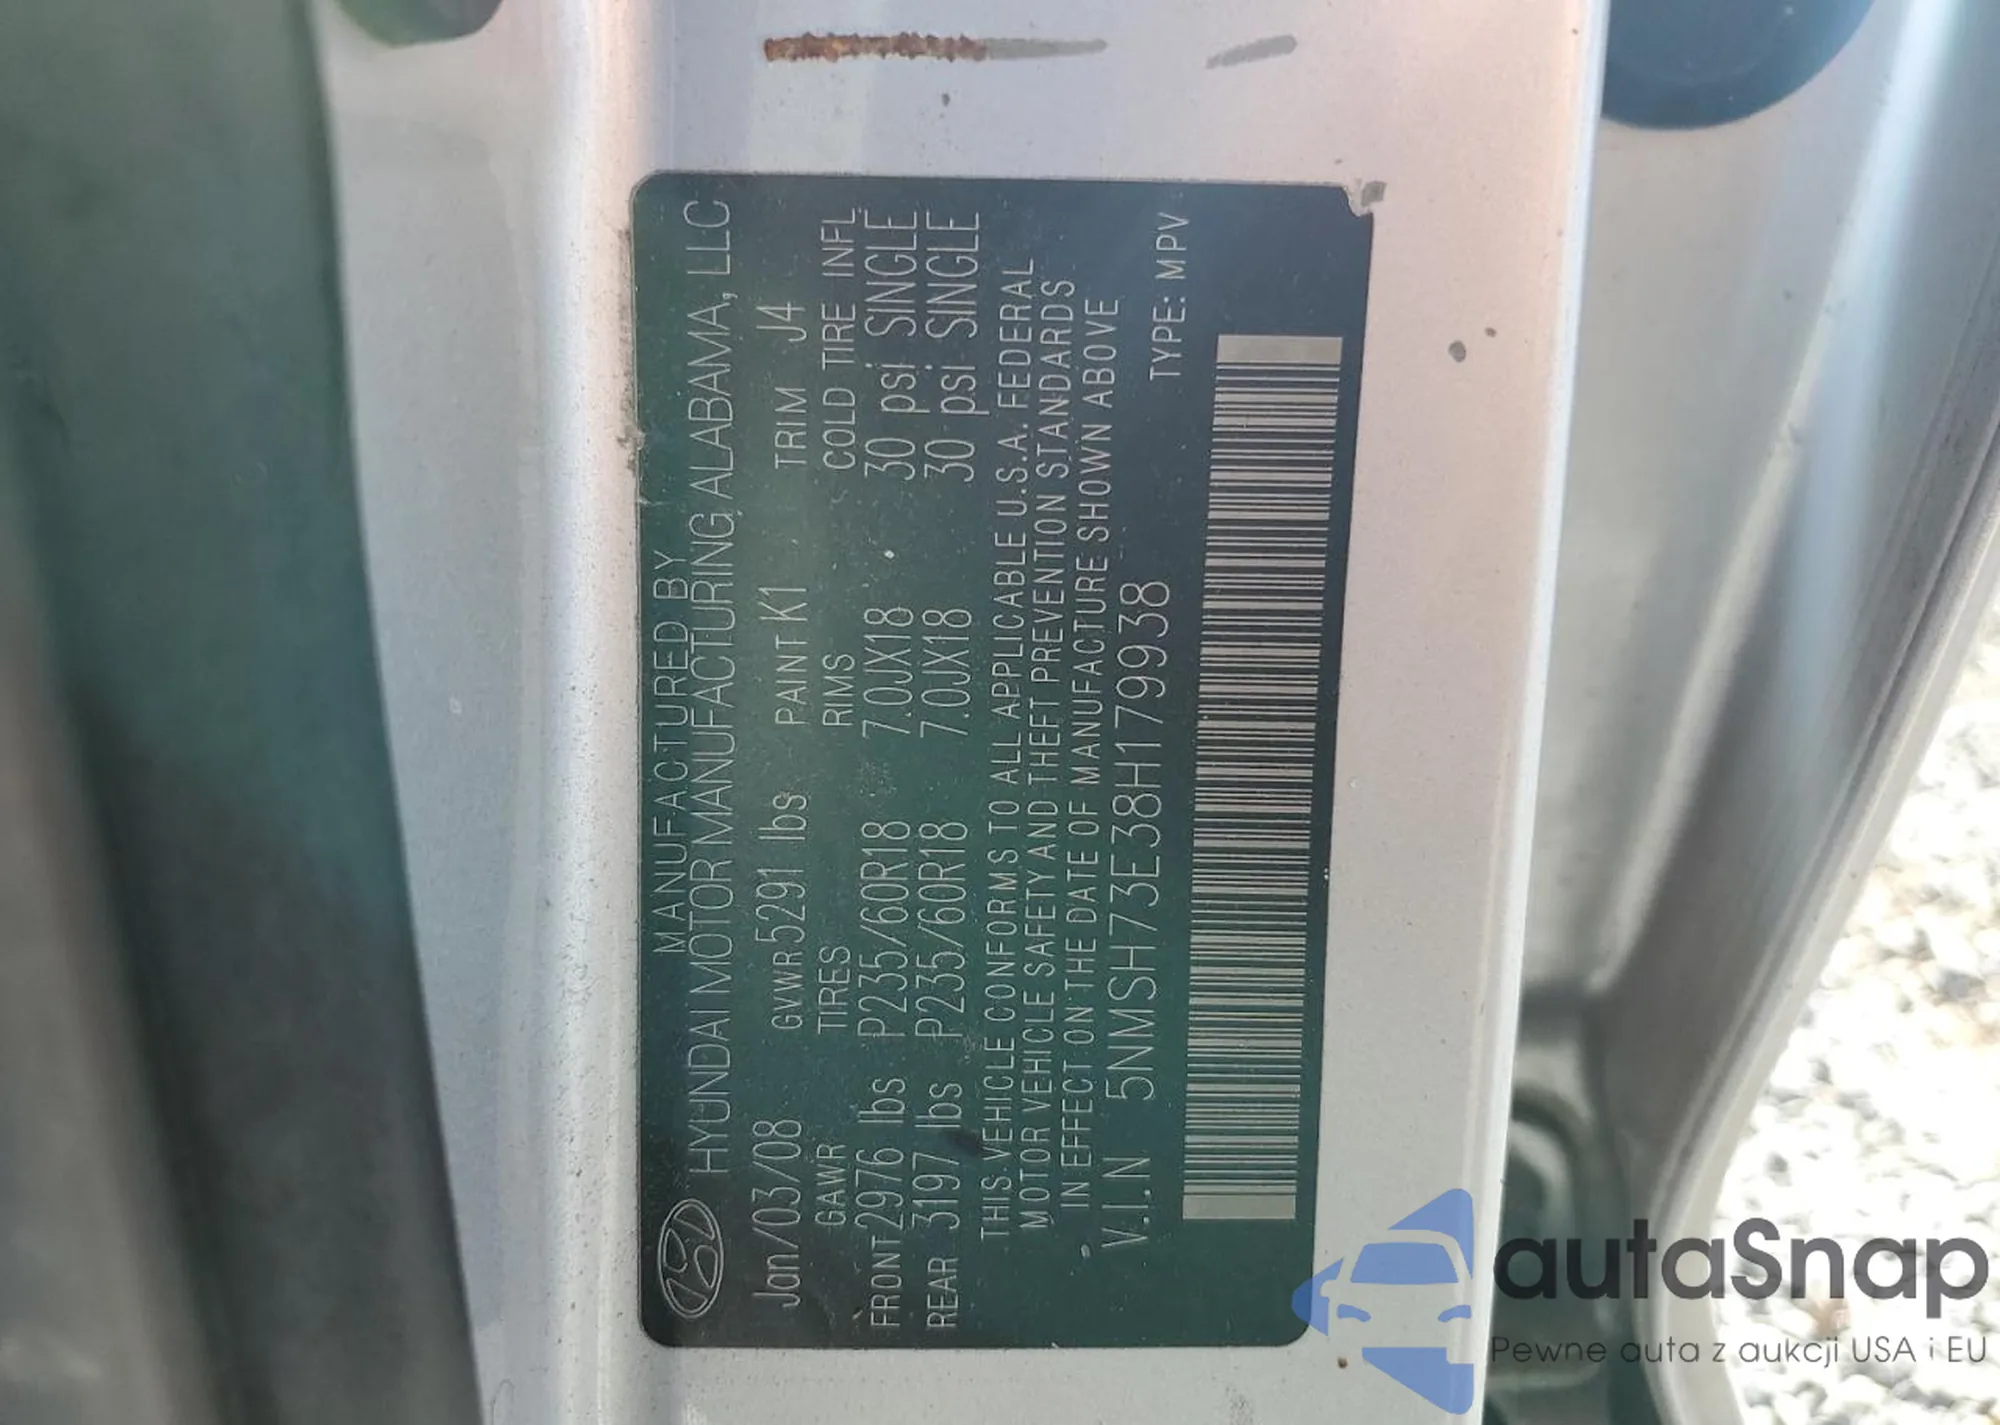 MANUFACTURED BY
HYUNDAI MOTOR MANUFACTURING, ALABAMA, LLC
Jan/03/08 GVWR 5291 lbs PAINT K1 TRIM J4
GAWR TIRES RIMS COLD TIRE INFL
FRONT 2976 lbs P235/60R18 7.0JX18 30 psi SINGLE
REAR 3197 lbs P235/60R18 7.0JX18 30 psi SINGLE
THIS VEHICLE CONFORMS TO ALL APPLICABLE U.S.A. FEDERAL
MOTOR VEHICLE SAFETY AND THEFT PREVENTION STANDARDS
IN EFFECT ON THE DATE OF MANUFACTURE SHOWN ABOVE
V.I.N 5NMSH73E38H179938 TYPE: MPV
autaSnap
Pewne auta z aukcji USA i EU